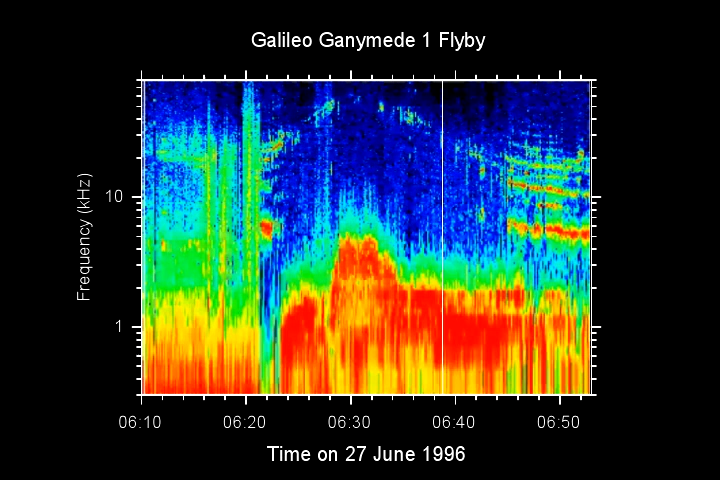 Galileo Ganymede 1 Flyby
Frequency (kHz)
10
1
06:10 06:20 06:30 06:40 06:50
Time on 27 June 1996